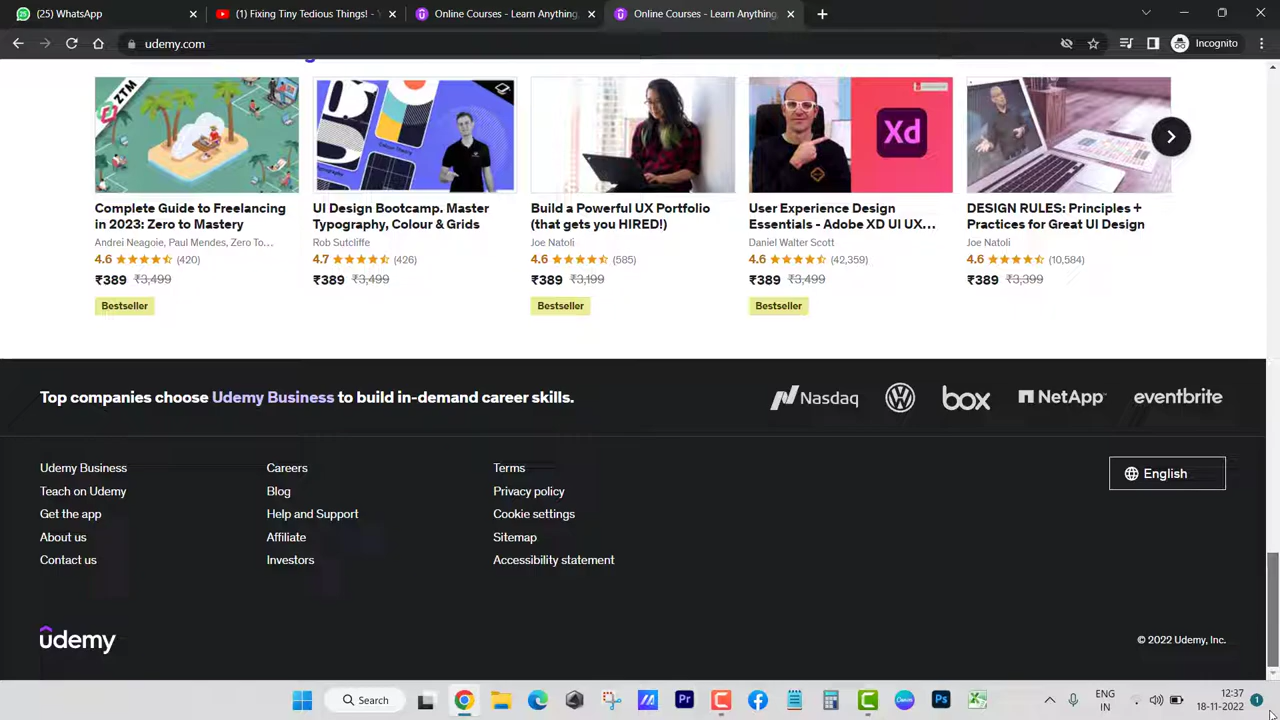 (25) WhatsApp
(1) Fixing Tiny Tedious Things! -
Online Courses - Learn Anything,
Online Courses - Learn Anything,
udemy.com
Incognito
ZTM
Colour Theory
Xd
Complete Guide to Freelancing in 2023: Zero to Mastery
Andrei Neagoie, Paul Mendes, Zero To...
4.6 (420)
₹389 ₹3,499
Bestseller
UI Design Bootcamp. Master Typography, Colour & Grids
Rob Sutcliffe
4.7 (426)
₹389 ₹3,499
Build a Powerful UX Portfolio (that gets you HIRED!)
Joe Natoli
4.6 (585)
₹389 ₹3,199
Bestseller
User Experience Design Essentials - Adobe XD UI UX...
Daniel Walter Scott
4.6 (42,359)
₹389 ₹3,499
Bestseller
DESIGN RULES: Principles + Practices for Great UI Design
Joe Natoli
4.6 (10,584)
₹389 ₹3,399
Top companies choose Udemy Business to build in-demand career skills.
Nasdaq
box
NetApp
eventbrite
Udemy Business
Teach on Udemy
Get the app
About us
Contact us
Careers
Blog
Help and Support
Affiliate
Investors
Terms
Privacy policy
Cookie settings
Sitemap
Accessibility statement
English
udemy
© 2022 Udemy, Inc.
Search
Pr
Canva
Ps
ENG
IN
12:37
18-11-2022
1